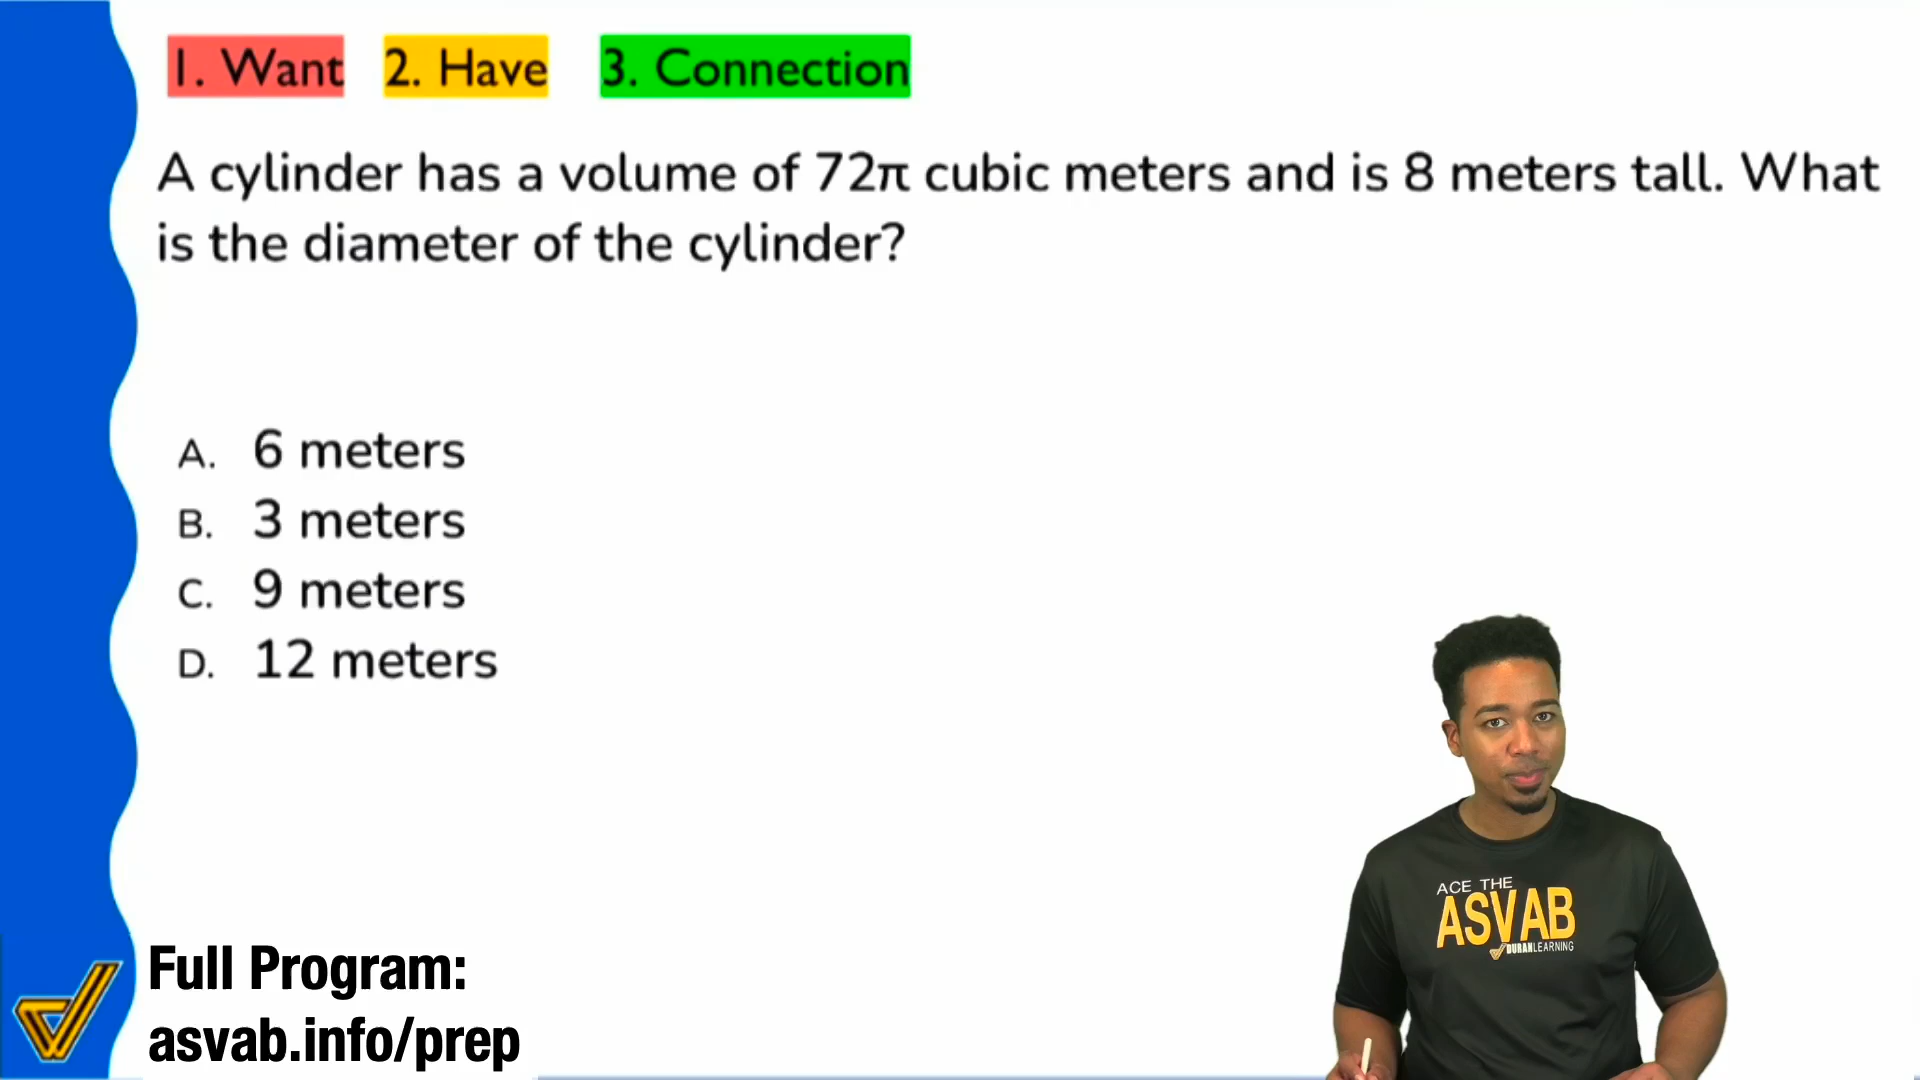 1. Want 2. Have 3. Connection
A cylinder has a volume of 72π cubic meters and is 8 meters tall. What
is the diameter of the cylinder?
A. 6 meters
B. 3 meters
C. 9 meters
D. 12 meters
ACE THE
ASVAB
DURANLEARNING
Full Program:
asvab.info/prep